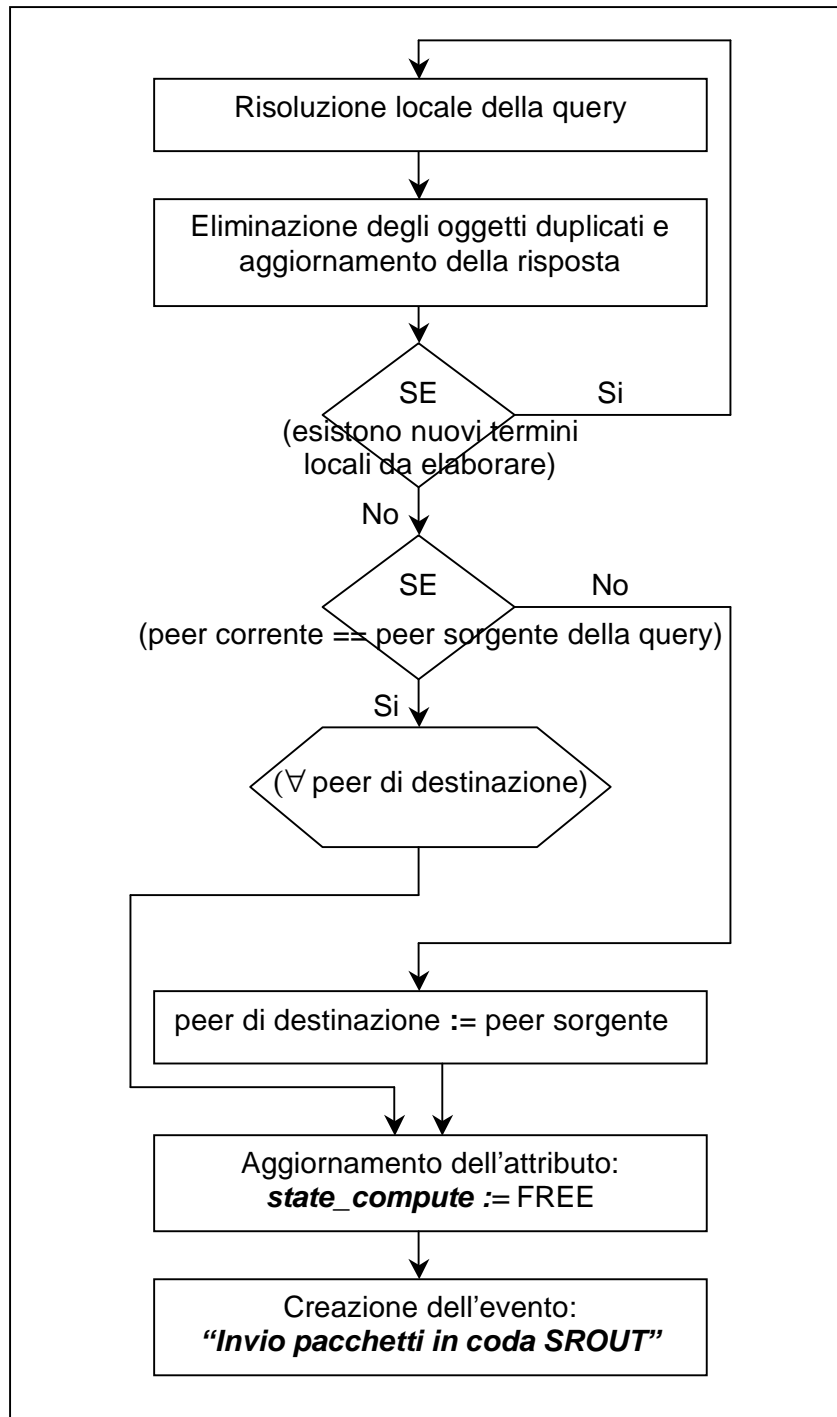 Risoluzione locale della query
Eliminazione degli oggetti duplicati e
aggiornamento della risposta
SE
Si
(esistono nuovi termini
locali da elaborare)
No
SE
No
(peer corrente == peer sorgente della query)
Si
(∀ peer di destinazione)
peer di destinazione := peer sorgente
Aggiornamento dell’attributo:
state_compute := FREE
Creazione dell’evento:
“Invio pacchetti in coda SROUT”